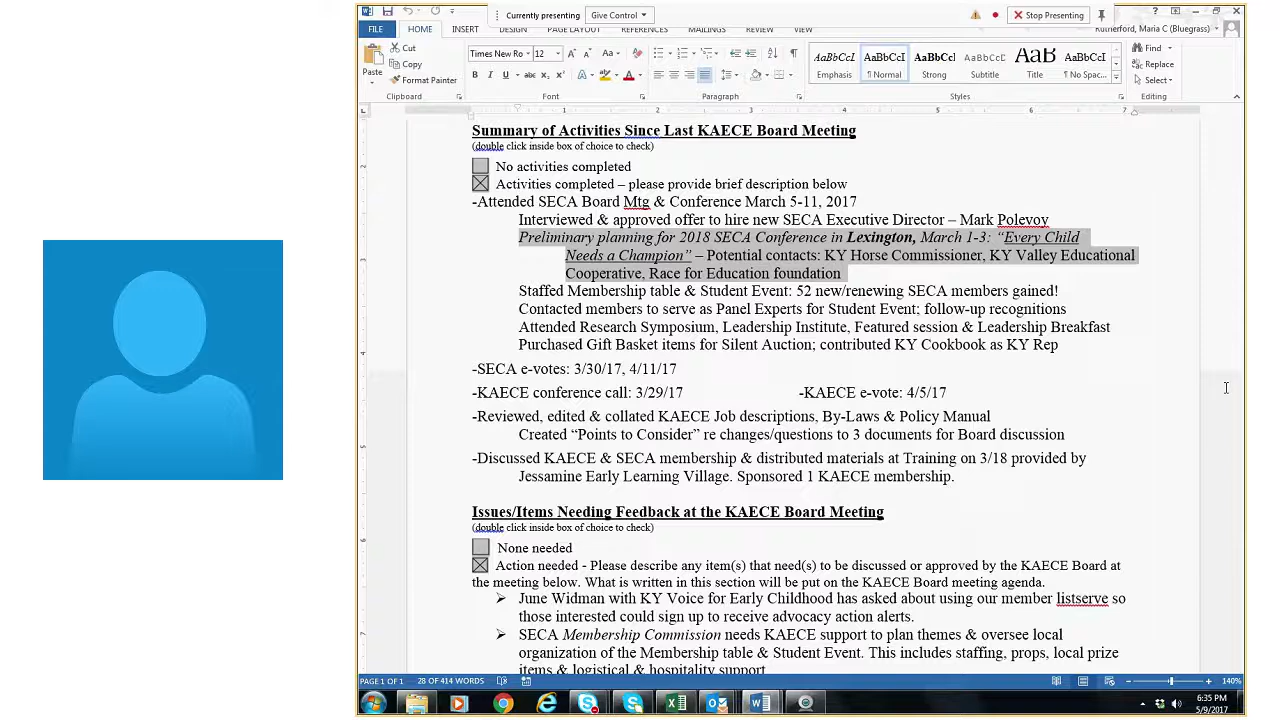 Currently presenting Give Control Stop Presenting
FILE HOME INSERT DESIGN PAGE LAYOUT REFERENCES MAILINGS REVIEW VIEW Rutherford, Maria C (Bluegrass)
Paste Cut Copy Format Painter
Times New Ro 12
AaBbCcI AaBbCcI AaBbCcI AaBbCcI AaB AaBbCcI
Emphasis ¶ Normal Strong Subtitle Title ¶ No Spac...
Find Replace Select
Clipboard Font Paragraph Styles Editing
Summary of Activities Since Last KAECE Board Meeting
(double click inside box of choice to check)
No activities completed
Activities completed – please provide brief description below
-Attended SECA Board Mtg & Conference March 5-11, 2017
Interviewed & approved offer to hire new SECA Executive Director – Mark Polevoy
Preliminary planning for 2018 SECA Conference in Lexington, March 1-3: “Every Child
Needs a Champion” – Potential contacts: KY Horse Commissioner, KY Valley Educational
Cooperative, Race for Education foundation
Staffed Membership table & Student Event: 52 new/renewing SECA members gained!
Contacted members to serve as Panel Experts for Student Event; follow-up recognitions
Attended Research Symposium, Leadership Institute, Featured session & Leadership Breakfast
Purchased Gift Basket items for Silent Auction; contributed KY Cookbook as KY Rep
-SECA e-votes: 3/30/17, 4/11/17
-KAECE conference call: 3/29/17 -KAECE e-vote: 4/5/17
-Reviewed, edited & collated KAECE Job descriptions, By-Laws & Policy Manual
Created “Points to Consider” re changes/questions to 3 documents for Board discussion
-Discussed KAECE & SECA membership & distributed materials at Training on 3/18 provided by
Jessamine Early Learning Village. Sponsored 1 KAECE membership.
Issues/Items Needing Feedback at the KAECE Board Meeting
(double click inside box of choice to check)
None needed
Action needed - Please describe any item(s) that need(s) to be discussed or approved by the KAECE Board at
the meeting below. What is written in this section will be put on the KAECE Board meeting agenda.
June Widman with KY Voice for Early Childhood has asked about using our member listserve so
those interested could sign up to receive advocacy action alerts.
SECA Membership Commission needs KAECE support to plan themes & oversee local
organization of the Membership table & Student Event. This includes staffing, props, local prize
items & logistical & hospitality support
PAGE 1 OF 1 28 OF 414 WORDS 140%
6:35 PM
5/9/2017